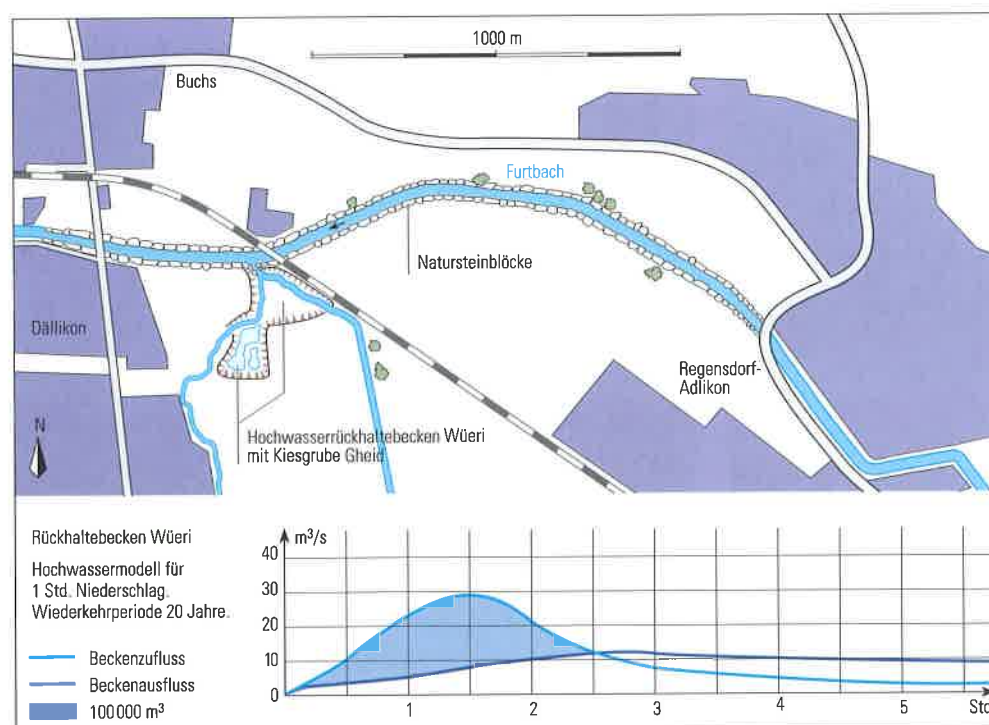 1000 m
Buchs
Furtbach
Natursteinblöcke
Dällikon
Regensdorf-
Adlikon
Hochwasserrückhaltebecken Wüeri
mit Kiesgrube Gheid
N
Rückhaltebecken Wüeri
Hochwassermodell für
1 Std. Niederschlag.
Wiederkehrperiode 20 Jahre.
Beckenzufluss
Beckenausfluss
100 000 m³
m³/s
40
30
20
10
0
1 2 3 4 5 Std